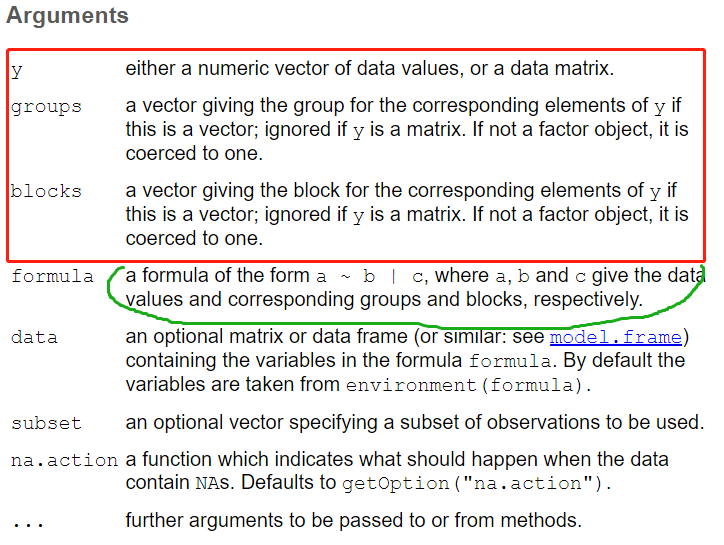 Arguments
y either a numeric vector of data values, or a data matrix.
groups a vector giving the group for the corresponding elements of y if
this is a vector; ignored if y is a matrix. If not a factor object, it is
coerced to one.
blocks a vector giving the block for the corresponding elements of y if
this is a vector; ignored if y is a matrix. If not a factor object, it is
coerced to one.
formula a formula of the form a ~ b | c, where a, b and c give the data
values and corresponding groups and blocks, respectively.
data an optional matrix or data frame (or similar: see model.frame)
containing the variables in the formula formula. By default the
variables are taken from environment(formula).
subset an optional vector specifying a subset of observations to be used.
na.action a function which indicates what should happen when the data
contain NAs. Defaults to getOption("na.action").
... further arguments to be passed to or from methods.